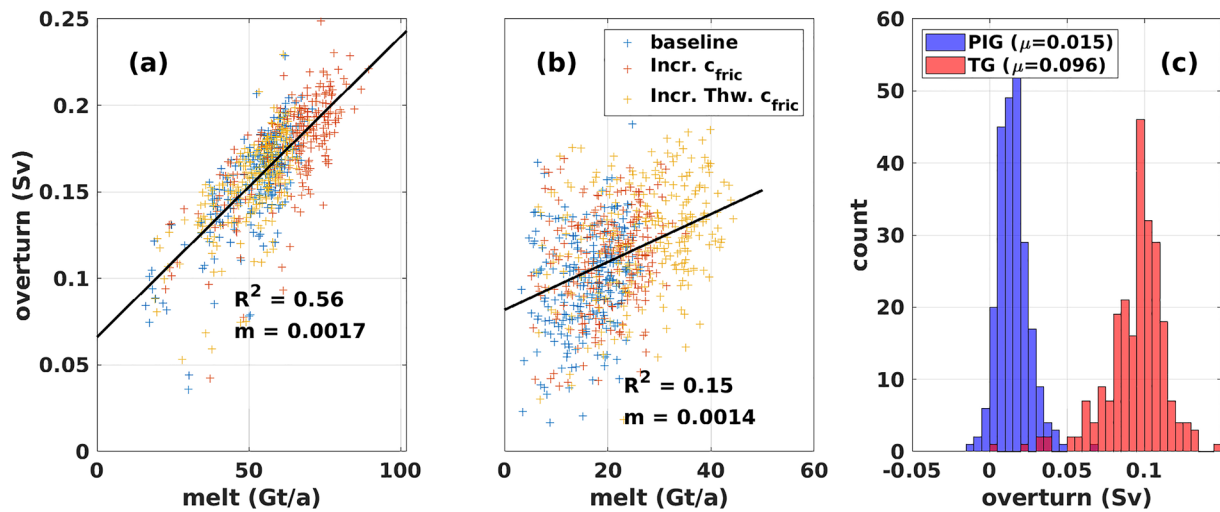 (a)
0.25
0.2
0.15
0.1
0.05
0
overturn (Sv)
R² = 0.56
m = 0.0017
0 50 100
melt (Gt/a)
(b)
baseline
Incr. c_fric
Incr. Thw. c_fric
R² = 0.15
m = 0.0014
0 20 40 60
melt (Gt/a)
(c)
PIG (μ=0.015)
TG (μ=0.096)
60
50
40
30
20
10
0
count
-0.05 0 0.05 0.1
overturn (Sv)